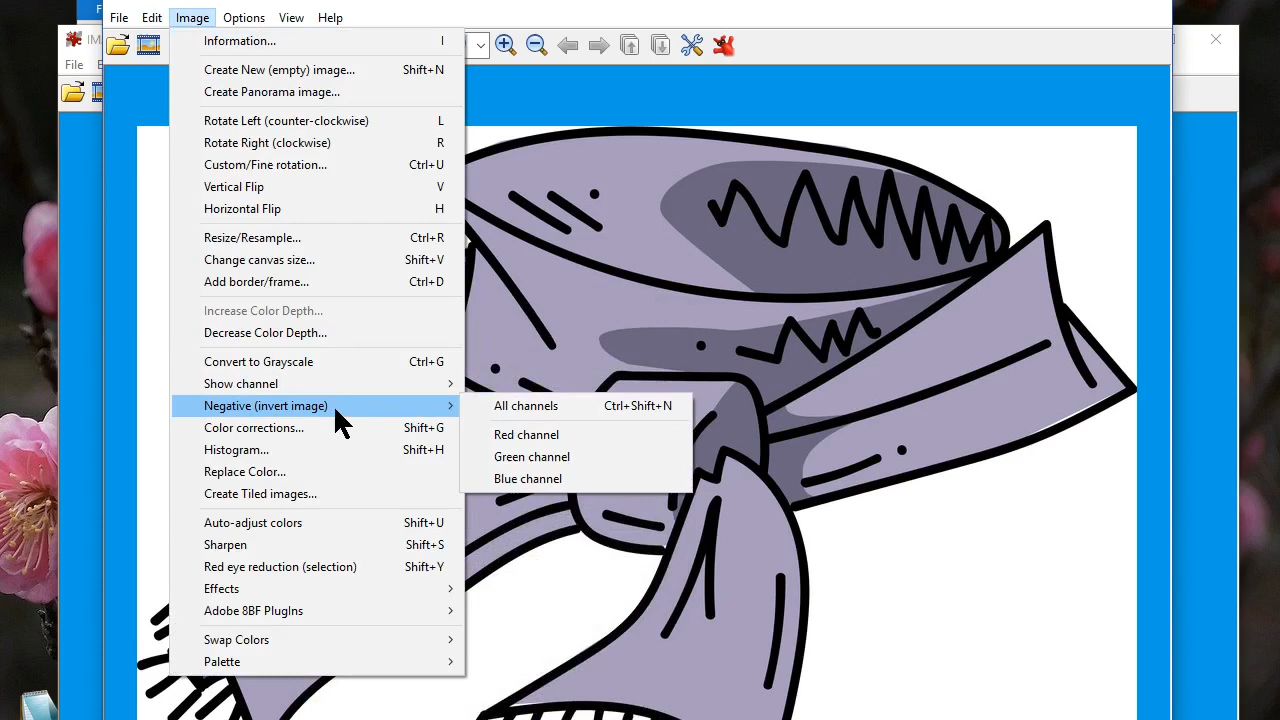 F
IM
File
E
File Edit Image Options View Help
Information... I
Create New (empty) image... Shift+N
Create Panorama image...
Rotate Left (counter-clockwise) L
Rotate Right (clockwise) R
Custom/Fine rotation... Ctrl+U
Vertical Flip V
Horizontal Flip H
Resize/Resample... Ctrl+R
Change canvas size... Shift+V
Add border/frame... Ctrl+D
Increase Color Depth...
Decrease Color Depth...
Convert to Grayscale Ctrl+G
Show channel
Negative (invert image)
Color corrections... Shift+G
Histogram... Shift+H
Replace Color...
Create Tiled images...
Auto-adjust colors Shift+U
Sharpen Shift+S
Red eye reduction (selection) Shift+Y
Effects
Adobe 8BF PlugIns
Swap Colors
Palette
All channels Ctrl+Shift+N
Red channel
Green channel
Blue channel